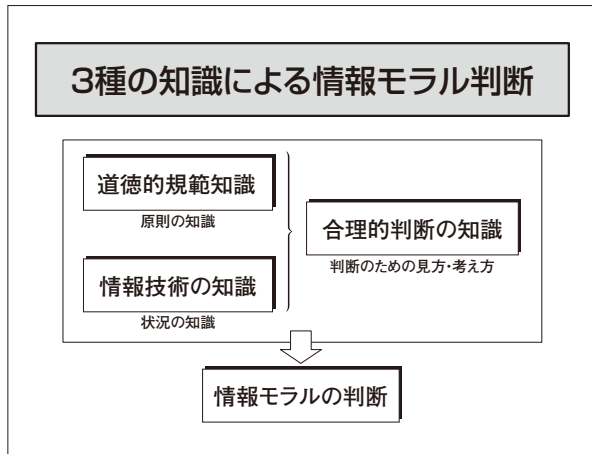 3種の知識による情報モラル判断
道徳的規範知識
原則の知識
情報技術の知識
状況の知識
合理的判断の知識
判断のための見方・考え方
情報モラルの判断